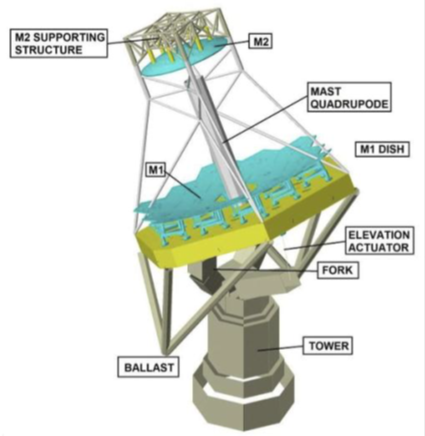 M2 SUPPORTING
STRUCTURE
M2
MAST
QUADRUPODE
M1 DISH
M1
ELEVATION
ACTUATOR
FORK
TOWER
BALLAST